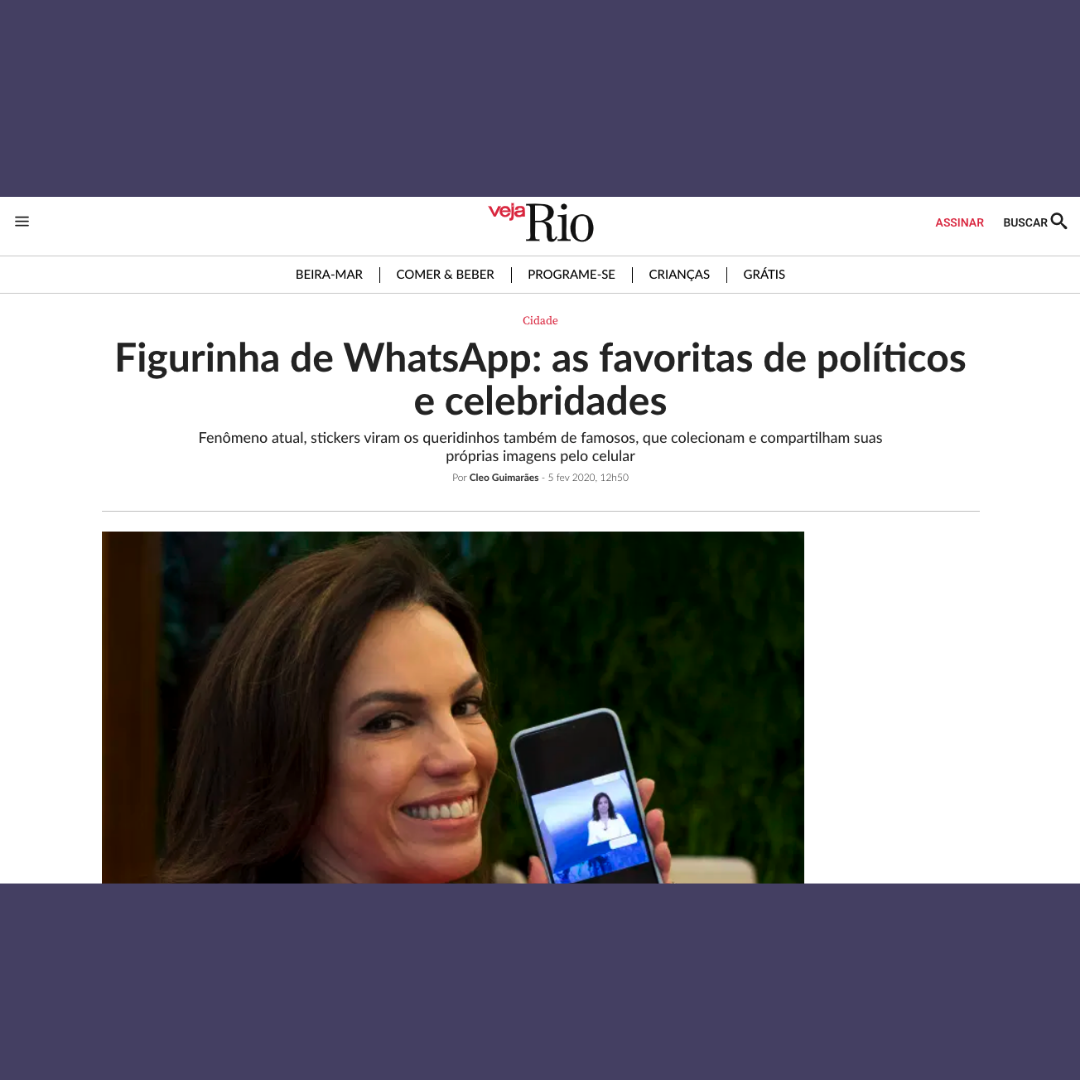 veja Rio
ASSINAR BUSCAR
BEIRA-MAR | COMER & BEBER | PROGRAME-SE | CRIANÇAS | GRÁTIS
Cidade
Figurinha de WhatsApp: as favoritas de políticos
e celebridades
Fenômeno atual, stickers viram os queridinhos também de famosos, que colecionam e compartilham suas
próprias imagens pelo celular
Por Cleo Guimarães - 5 fev 2020, 12h50